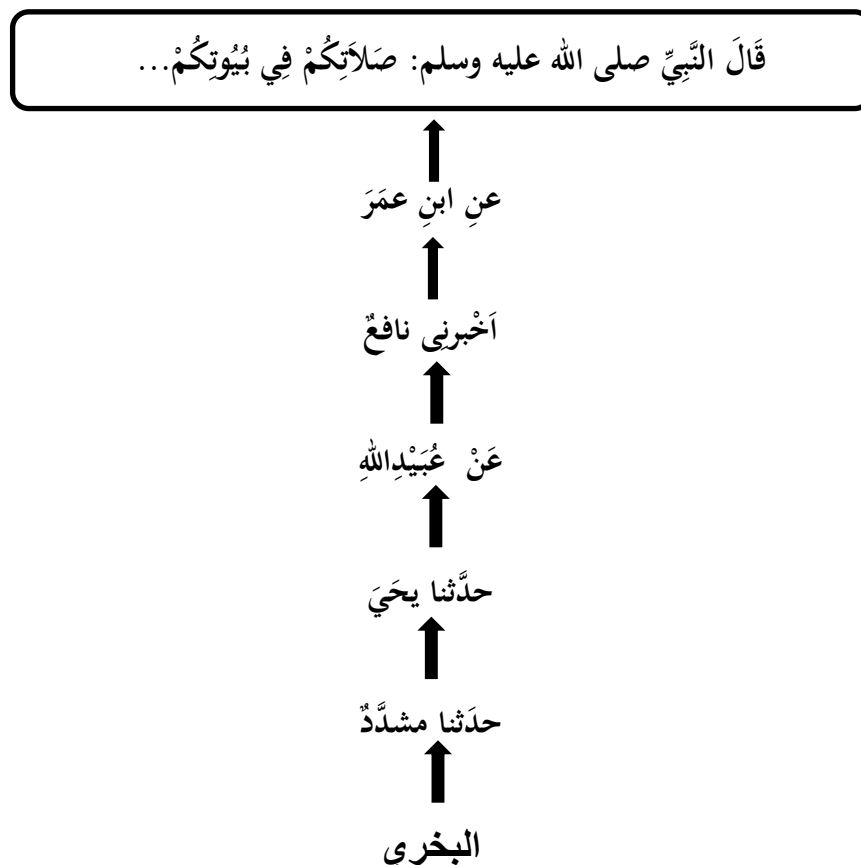 قَالَ النَّبِيِّ صلى الله عليه وسلم: صَلاَتِكُمْ فِي بُيُوتِكُمْ...
عنِ ابنِ عمَرَ
اَخْبرنِى نافعٌ
عَنْ عُبَيْدِاللهِ
حدَّثنا يحَيَ
حدَثنا مشدَّدٌ
البخري